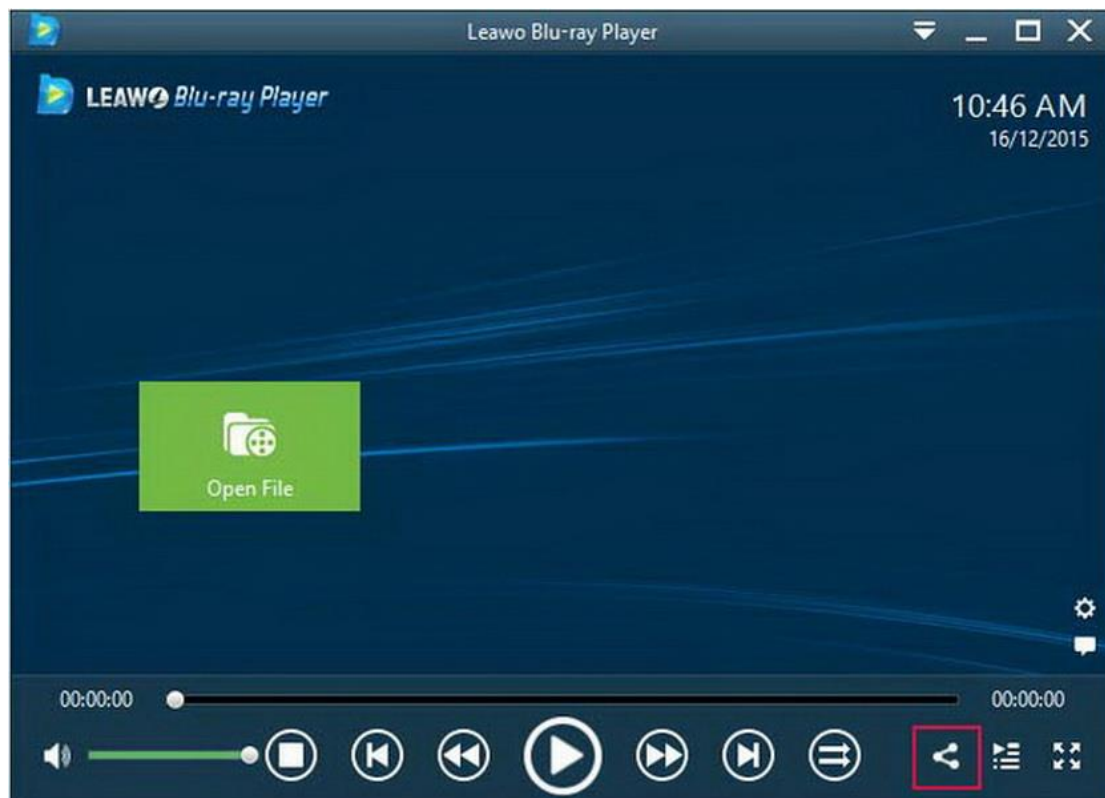 Leawo Blu-ray Player
LEAWO Blu-ray Player
10:46 AM
16/12/2015
Open File
00:00:00
00:00:00